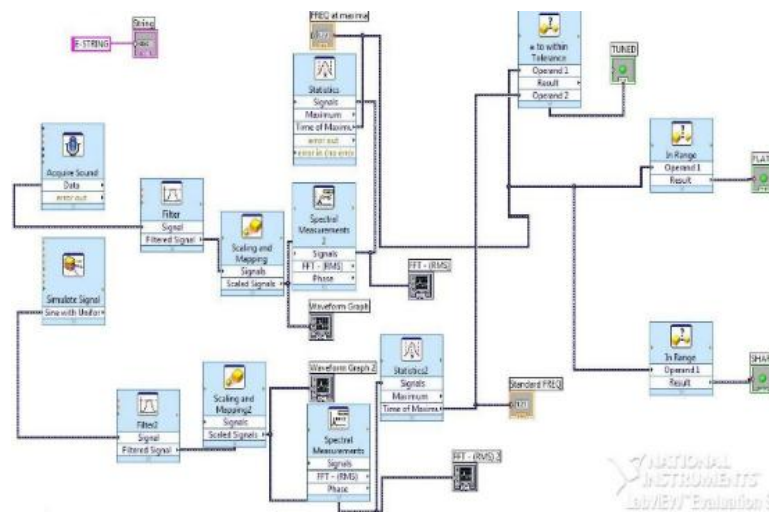 String
E-STRING
FREQ at maxima
Statistics
Signals
Maximum
Time of Maximu
error out
error in (no error
= to within
Tolerance
Operand 1
Result
Operand 2
TUNED
Acquire Sound
Data
error out
Filter
Signal
Filtered Signal
Scaling and
Mapping
Signals
Scaled Signals
Spectral
Measurements
2
Signals
FFT - (RMS)
Phase
FFT - (RMS)
Waveform Graph
In Range
Operand 1
Result
FLAT
Simulate Signal
Sine with Unifor
Filter2
Signal
Filtered Signal
Scaling and
Mapping2
Signals
Scaled Signals
Waveform Graph 2
Spectral
Measurements
Signals
FFT - (RMS)
Phase
Statistics2
Signals
Maximum
Time of Maximu
Standard FREQ
FFT - (RMS) 2
In Range
Operand 1
Result
SHAR
NATIONAL
INSTRUMENTS
LabVIEW Evaluation S